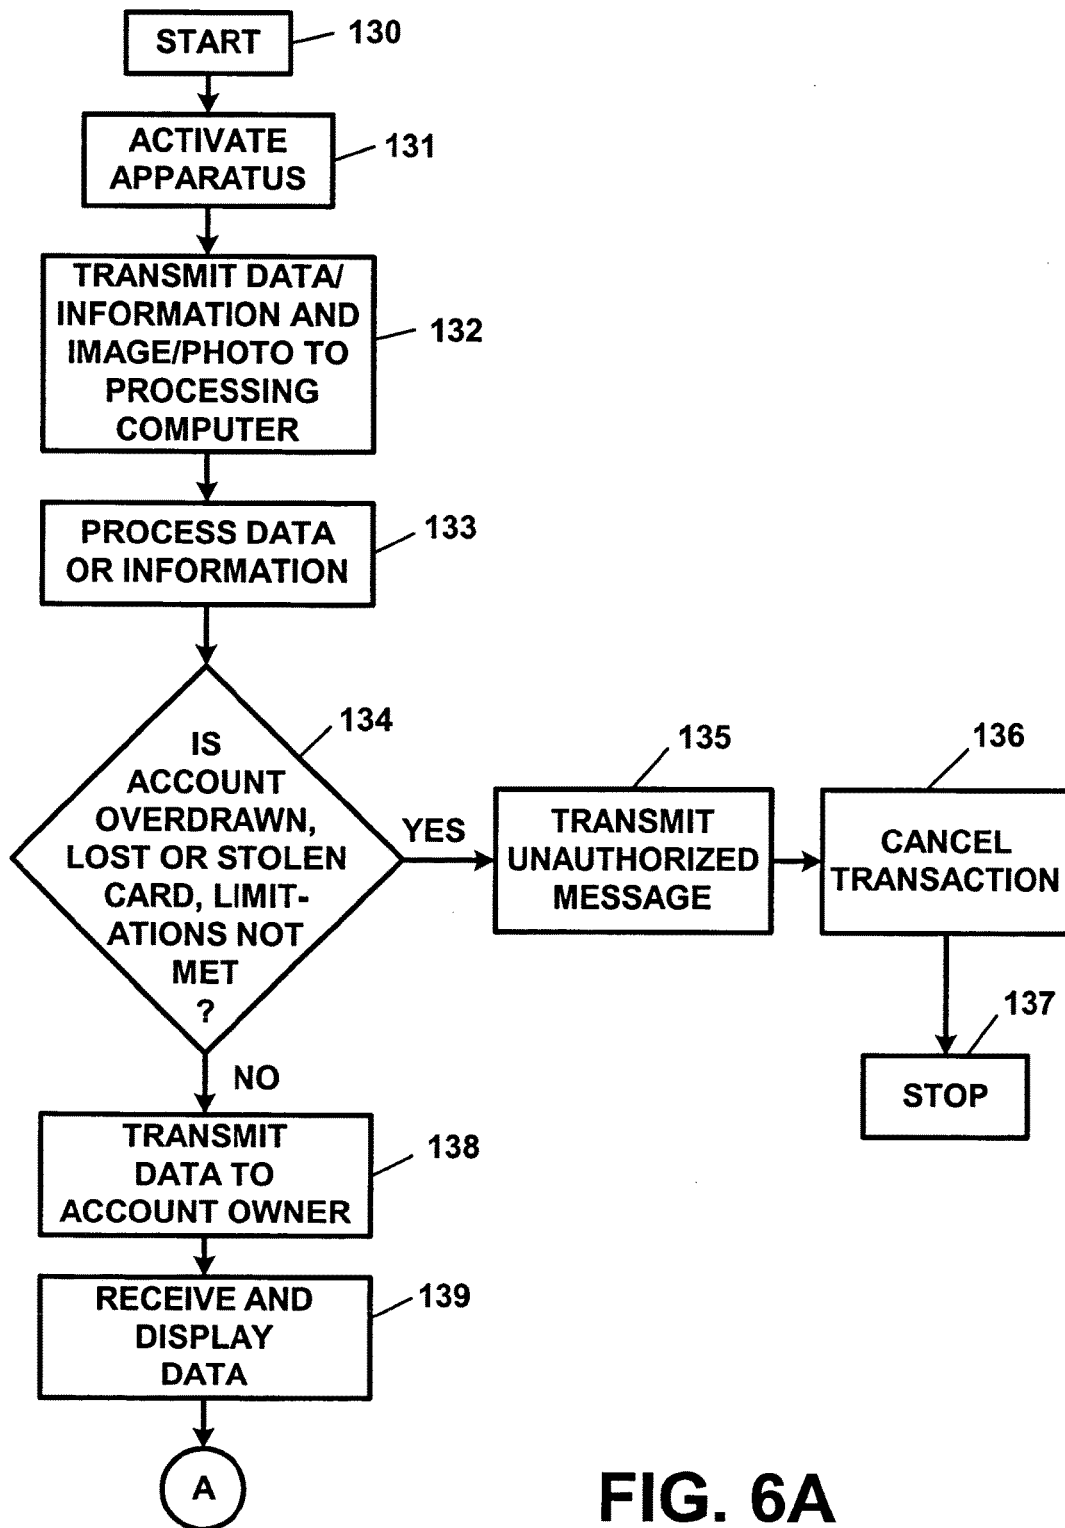 START
130
ACTIVATE
APPARATUS
131
TRANSMIT DATA/
INFORMATION AND
IMAGE/PHOTO TO
PROCESSING
COMPUTER
132
PROCESS DATA
OR INFORMATION
133
IS
ACCOUNT
OVERDRAWN,
LOST OR STOLEN
CARD, LIMIT-
ATIONS NOT
MET
?
134
YES
TRANSMIT
UNAUTHORIZED
MESSAGE
135
CANCEL
TRANSACTION
136
STOP
137
NO
TRANSMIT
DATA TO
ACCOUNT OWNER
138
RECEIVE AND
DISPLAY
DATA
139
A
FIG. 6A